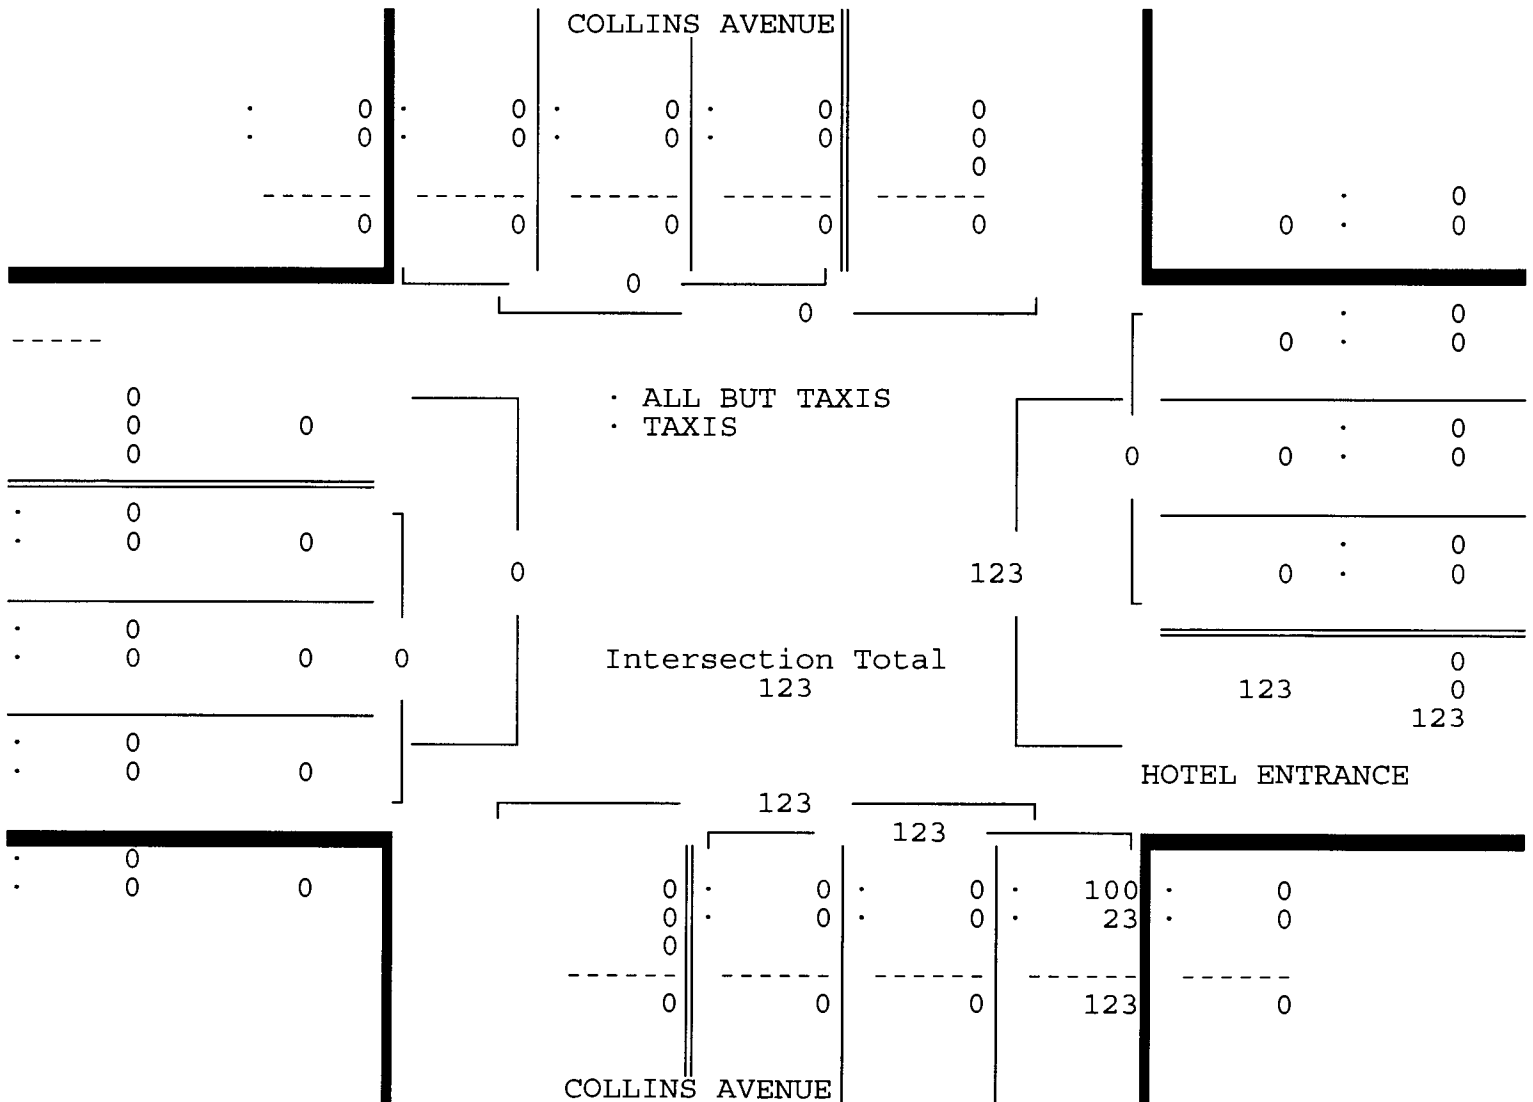 COLLINS AVENUE
· 0 · 0 · 0 · 0 0
· 0 · 0 · 0 · 0 0
0
------- ------- ------- ------- ------- · 0
0 0 0 0 0 0 · 0
0
0 · 0
----- 0 · 0
0 · ALL BUT TAXIS
0 0 · TAXIS · 0
0 0 0 · 0
· 0
· 0 0 · 0
0 123 0 · 0
· 0
· 0 0 0 Intersection Total 0
123 123 0
123
· 0
· 0 0 HOTEL ENTRANCE
123
123
· 0
· 0 0 0 · 0 · 0 · 100 · 0
0 · 0 · 0 · 23 · 0
0
------- ------- ------- ------- -------
0 0 0 123 0
COLLINS AVENUE